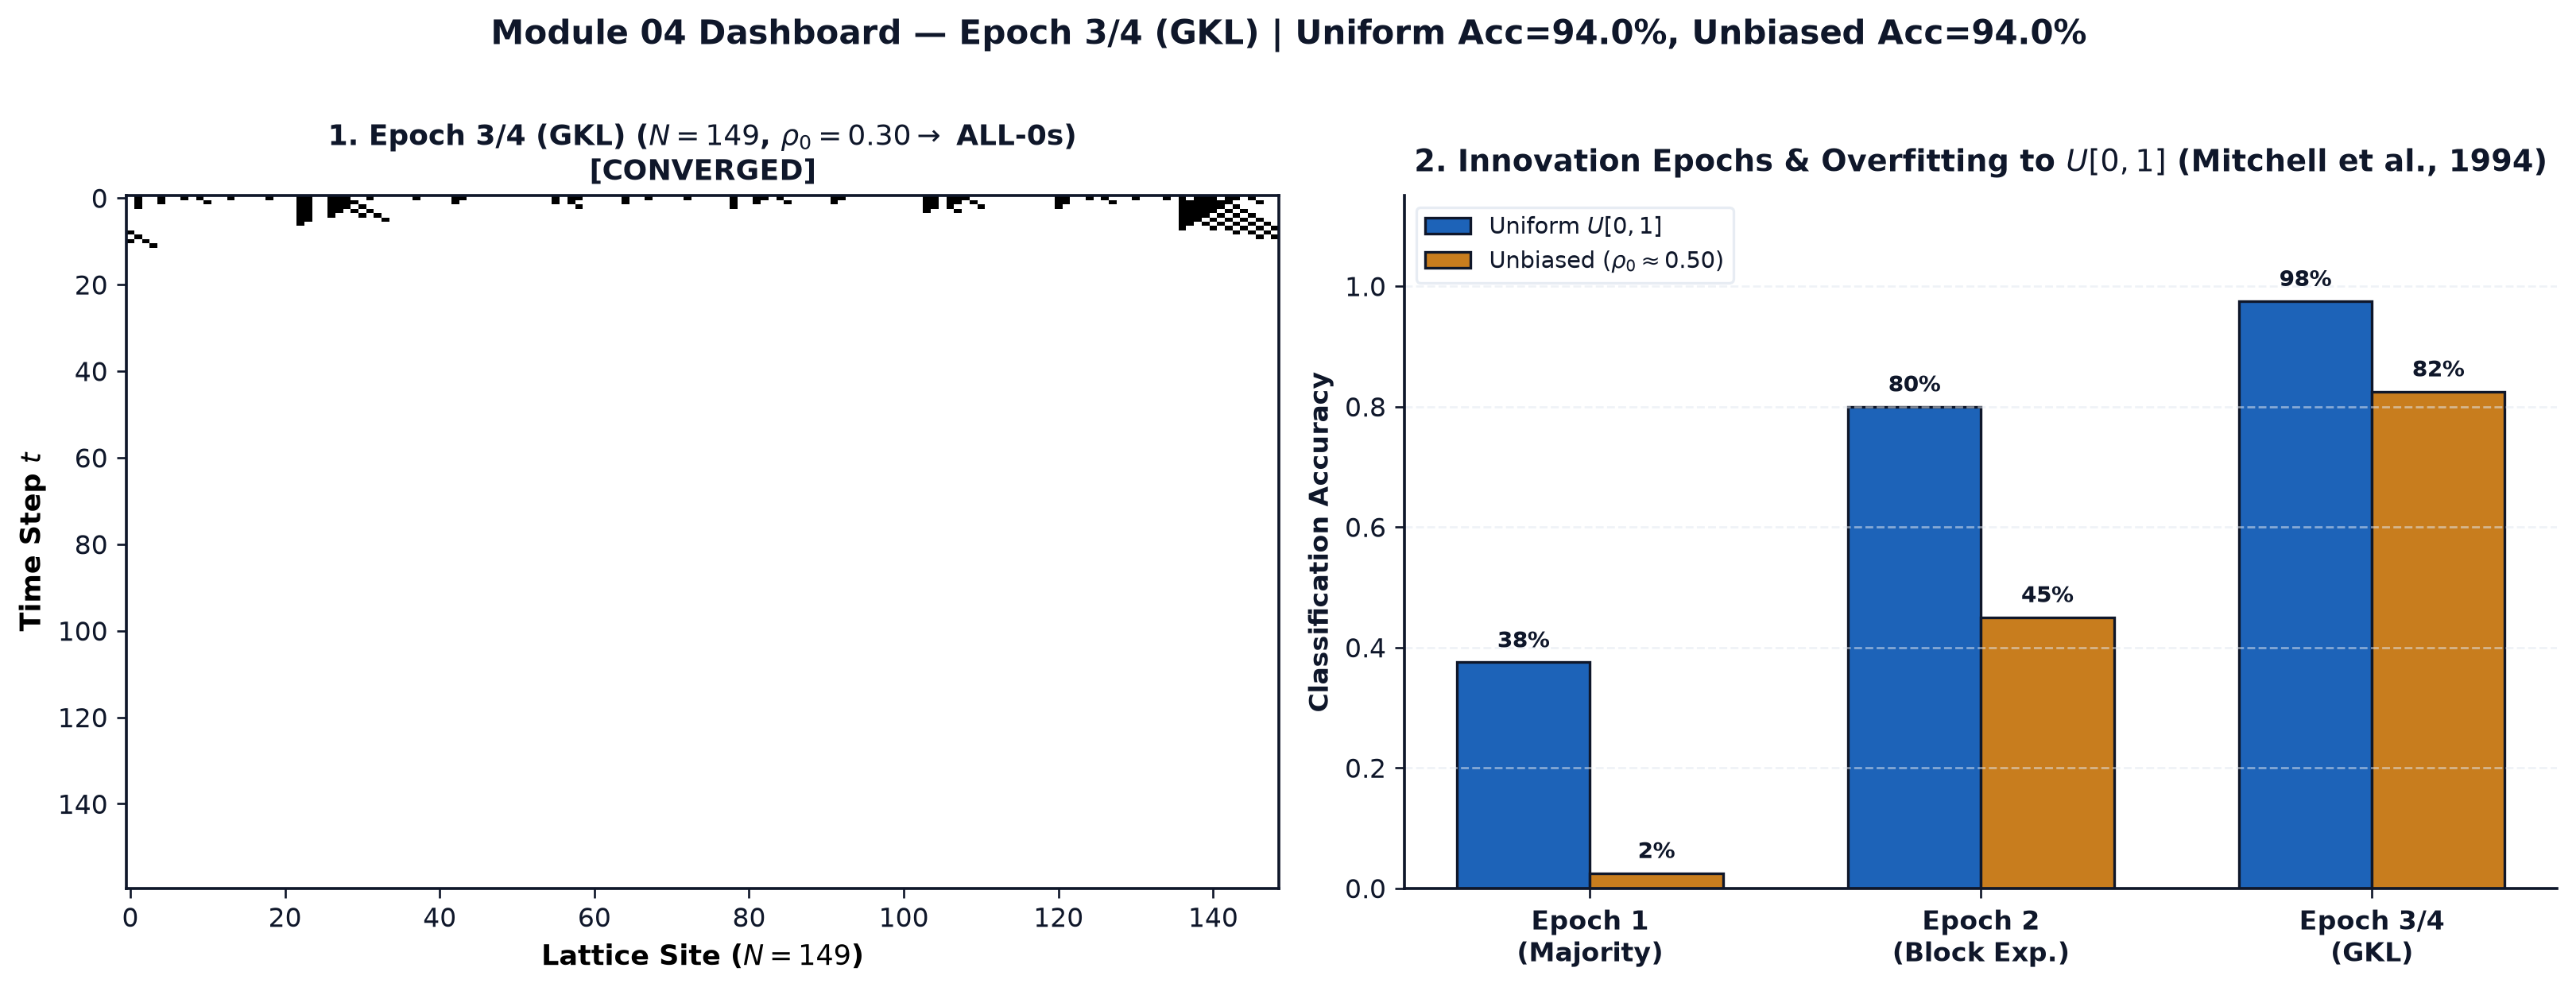 Module 04 Dashboard — Epoch 3/4 (GKL) | Uniform Acc=94.0%, Unbiased Acc=94.0%
1. Epoch 3/4 (GKL) (N = 149, ρ₀ = 0.30 → ALL-0s)
[CONVERGED]
0
20
40
60
80
100
120
140
Time Step t
0
20
40
60
80
100
120
140
Lattice Site (N = 149)
2. Innovation Epochs & Overfitting to U[0, 1] (Mitchell et al., 1994)
Uniform U[0, 1]
Unbiased (ρ₀ ≈ 0.50)
1.0
0.8
0.6
0.4
0.2
0.0
Classification Accuracy
38%
2%
80%
45%
98%
82%
Epoch 1
(Majority)
Epoch 2
(Block Exp.)
Epoch 3/4
(GKL)